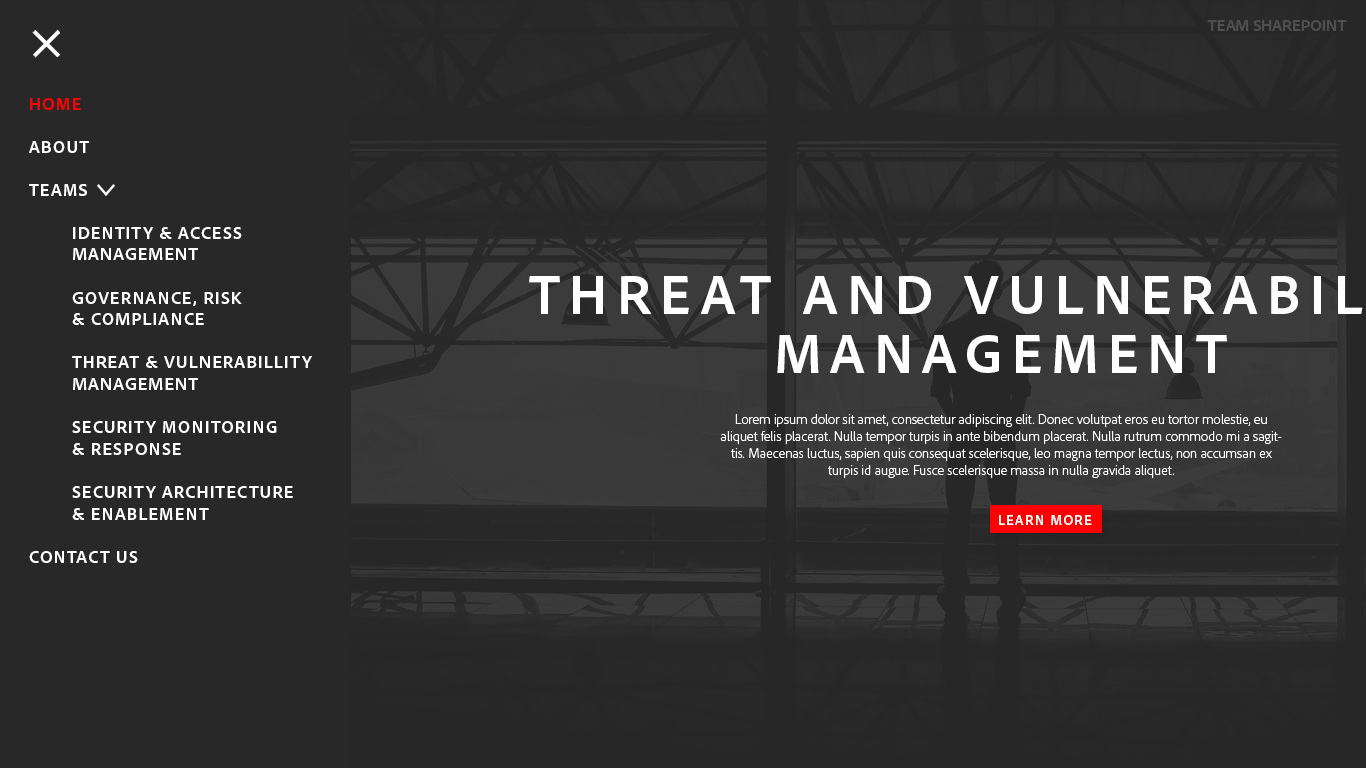 TEAM SHAREPOINT
HOME
ABOUT
TEAMS
IDENTITY & ACCESS
MANAGEMENT
GOVERNANCE, RISK
& COMPLIANCE
THREAT & VULNERABILLITY
MANAGEMENT
SECURITY MONITORING
& RESPONSE
SECURITY ARCHITECTURE
& ENABLEMENT
CONTACT US
THREAT AND VULNERABIL
MANAGEMENT
Lorem ipsum dolor sit amet, consectetur adipiscing elit. Donec volutpat eros eu tortor molestie, eu
aliquet felis placerat. Nulla tempor turpis in ante bibendum placerat. Nulla rutrum commodo mi a sagit-
tis. Maecenas luctus, sapien quis consequat scelerisque, leo magna tempor lectus, non accumsan ex
turpis id augue. Fusce scelerisque massa in nulla gravida aliquet.
LEARN MORE